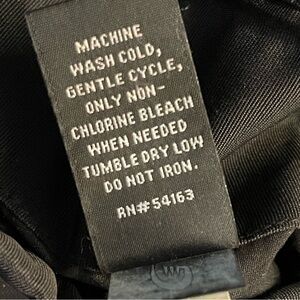 MACHINE
WASH COLD,
GENTLE CYCLE,
ONLY NON-
CHLORINE BLEACH
WHEN NEEDED
TUMBLE DRY LOW
DO NOT IRON.
RN#54163